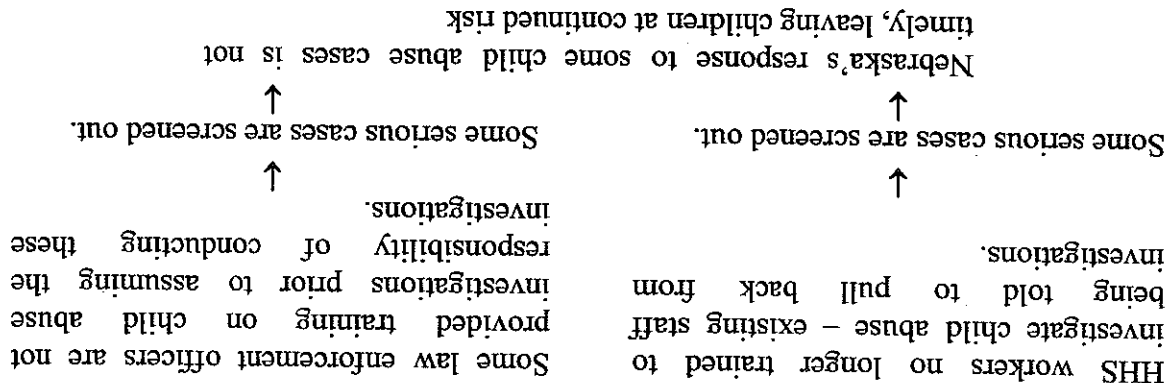 HHS workers no longer trained to
investigate child abuse – existing staff
being told to pull back from
investigations.
Some law enforcement officers are not
provided training on child abuse
investigations prior to assuming the
responsibility of conducting these
investigations.
↓ ↓
Some serious cases are screened out.
Some serious cases are screened out.
↓ ↓
Nebraska's response to some child abuse cases is not
timely, leaving children at continued risk